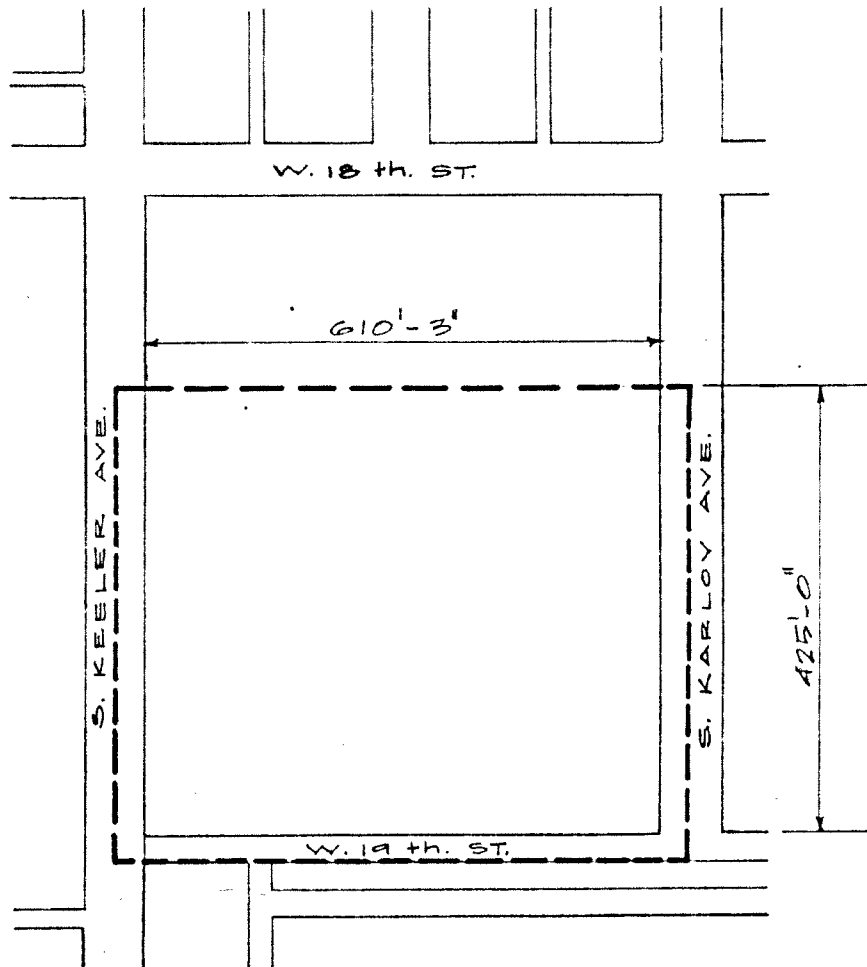 W. 18 th. ST.
610'-3"
S. KEELER AVE.
S. KARLOV AVE.
425'-0"
W. 19 th. ST.